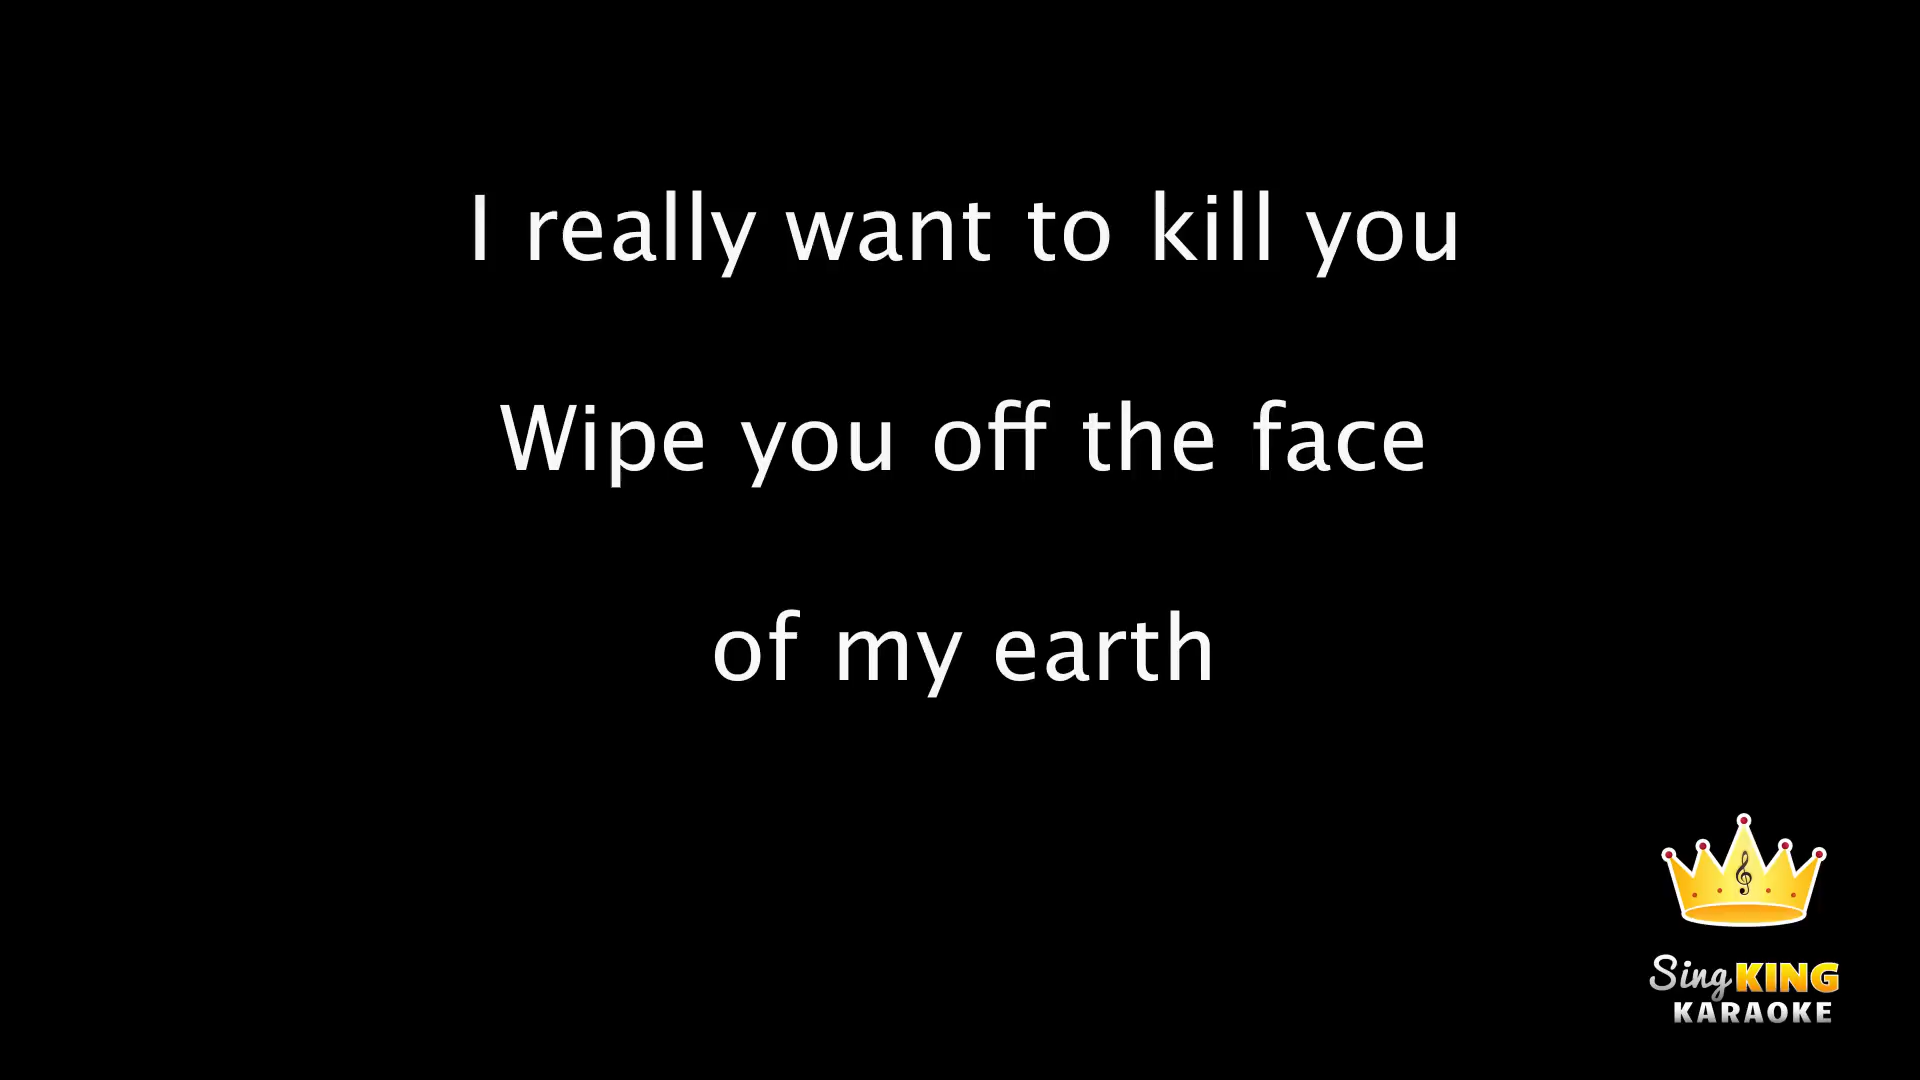 I really want to kill you
Wipe you off the face
of my earth
Sing KING
KARAOKE